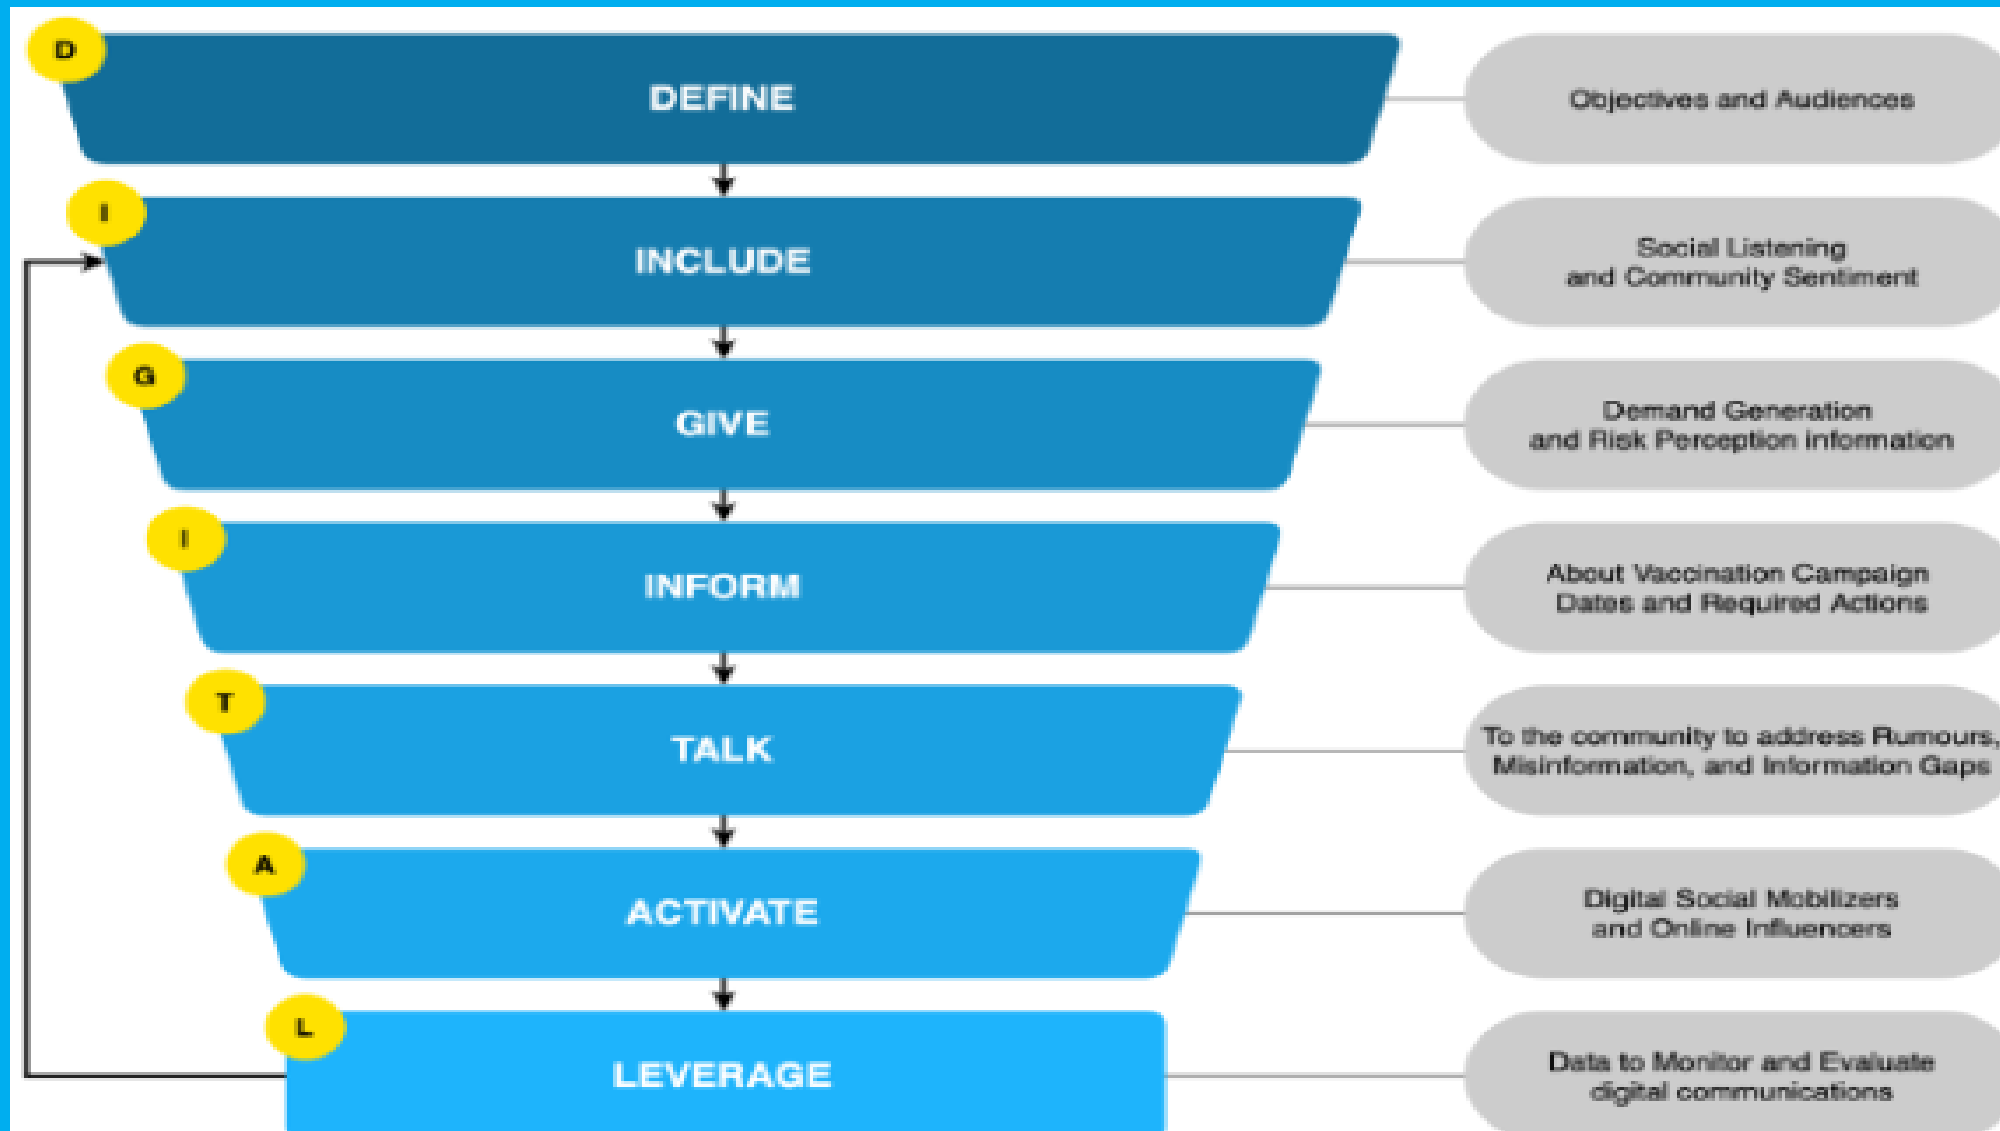 D
DEFINE
Objectives and Audiences
I
INCLUDE
Social Listening
and Community Sentiment
G
GIVE
Demand Generation
and Risk Perception information
I
INFORM
About Vaccination Campaign
Dates and Required Actions
T
TALK
To the community to address Rumours,
Misinformation, and Information Gaps
A
ACTIVATE
Digital Social Mobilizers
and Online Influencers
L
LEVERAGE
Data to Monitor and Evaluate
digital communications